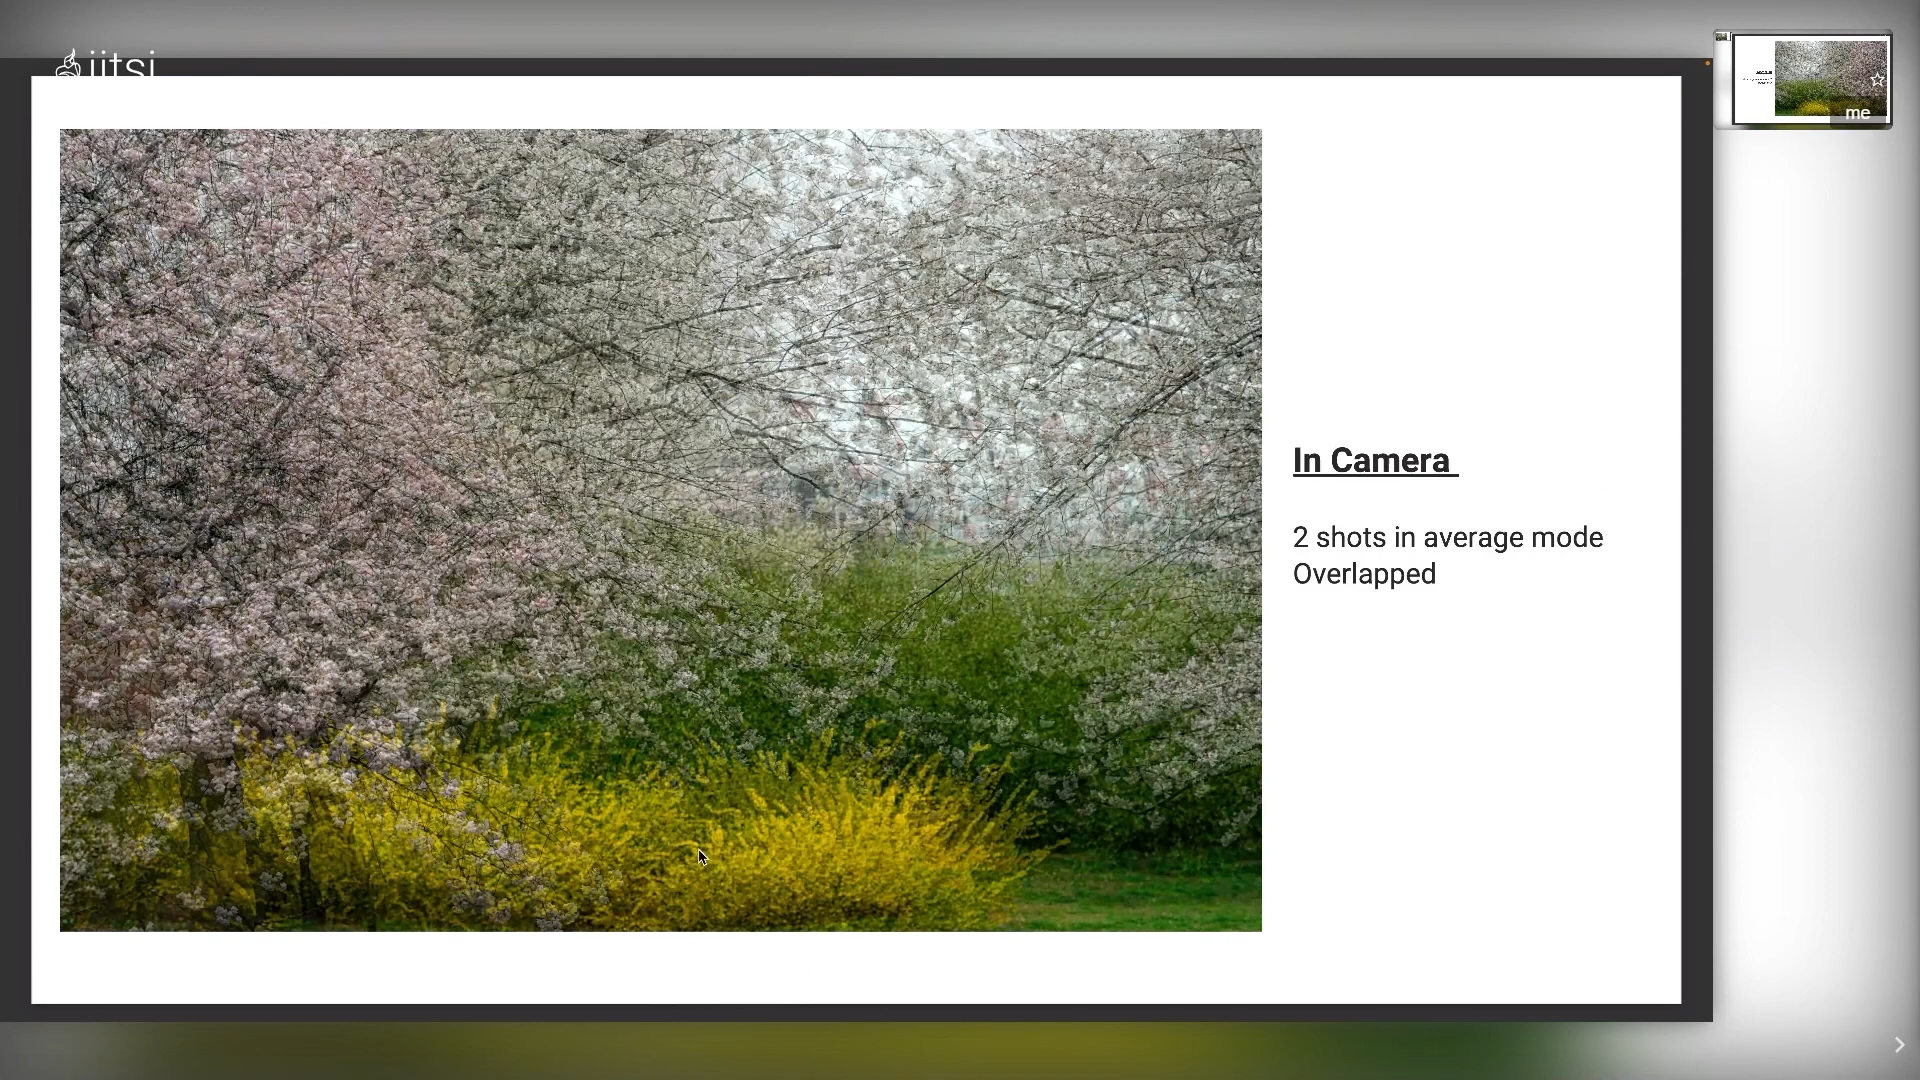 jitsi
me
In Camera
2 shots in average mode
Overlapped